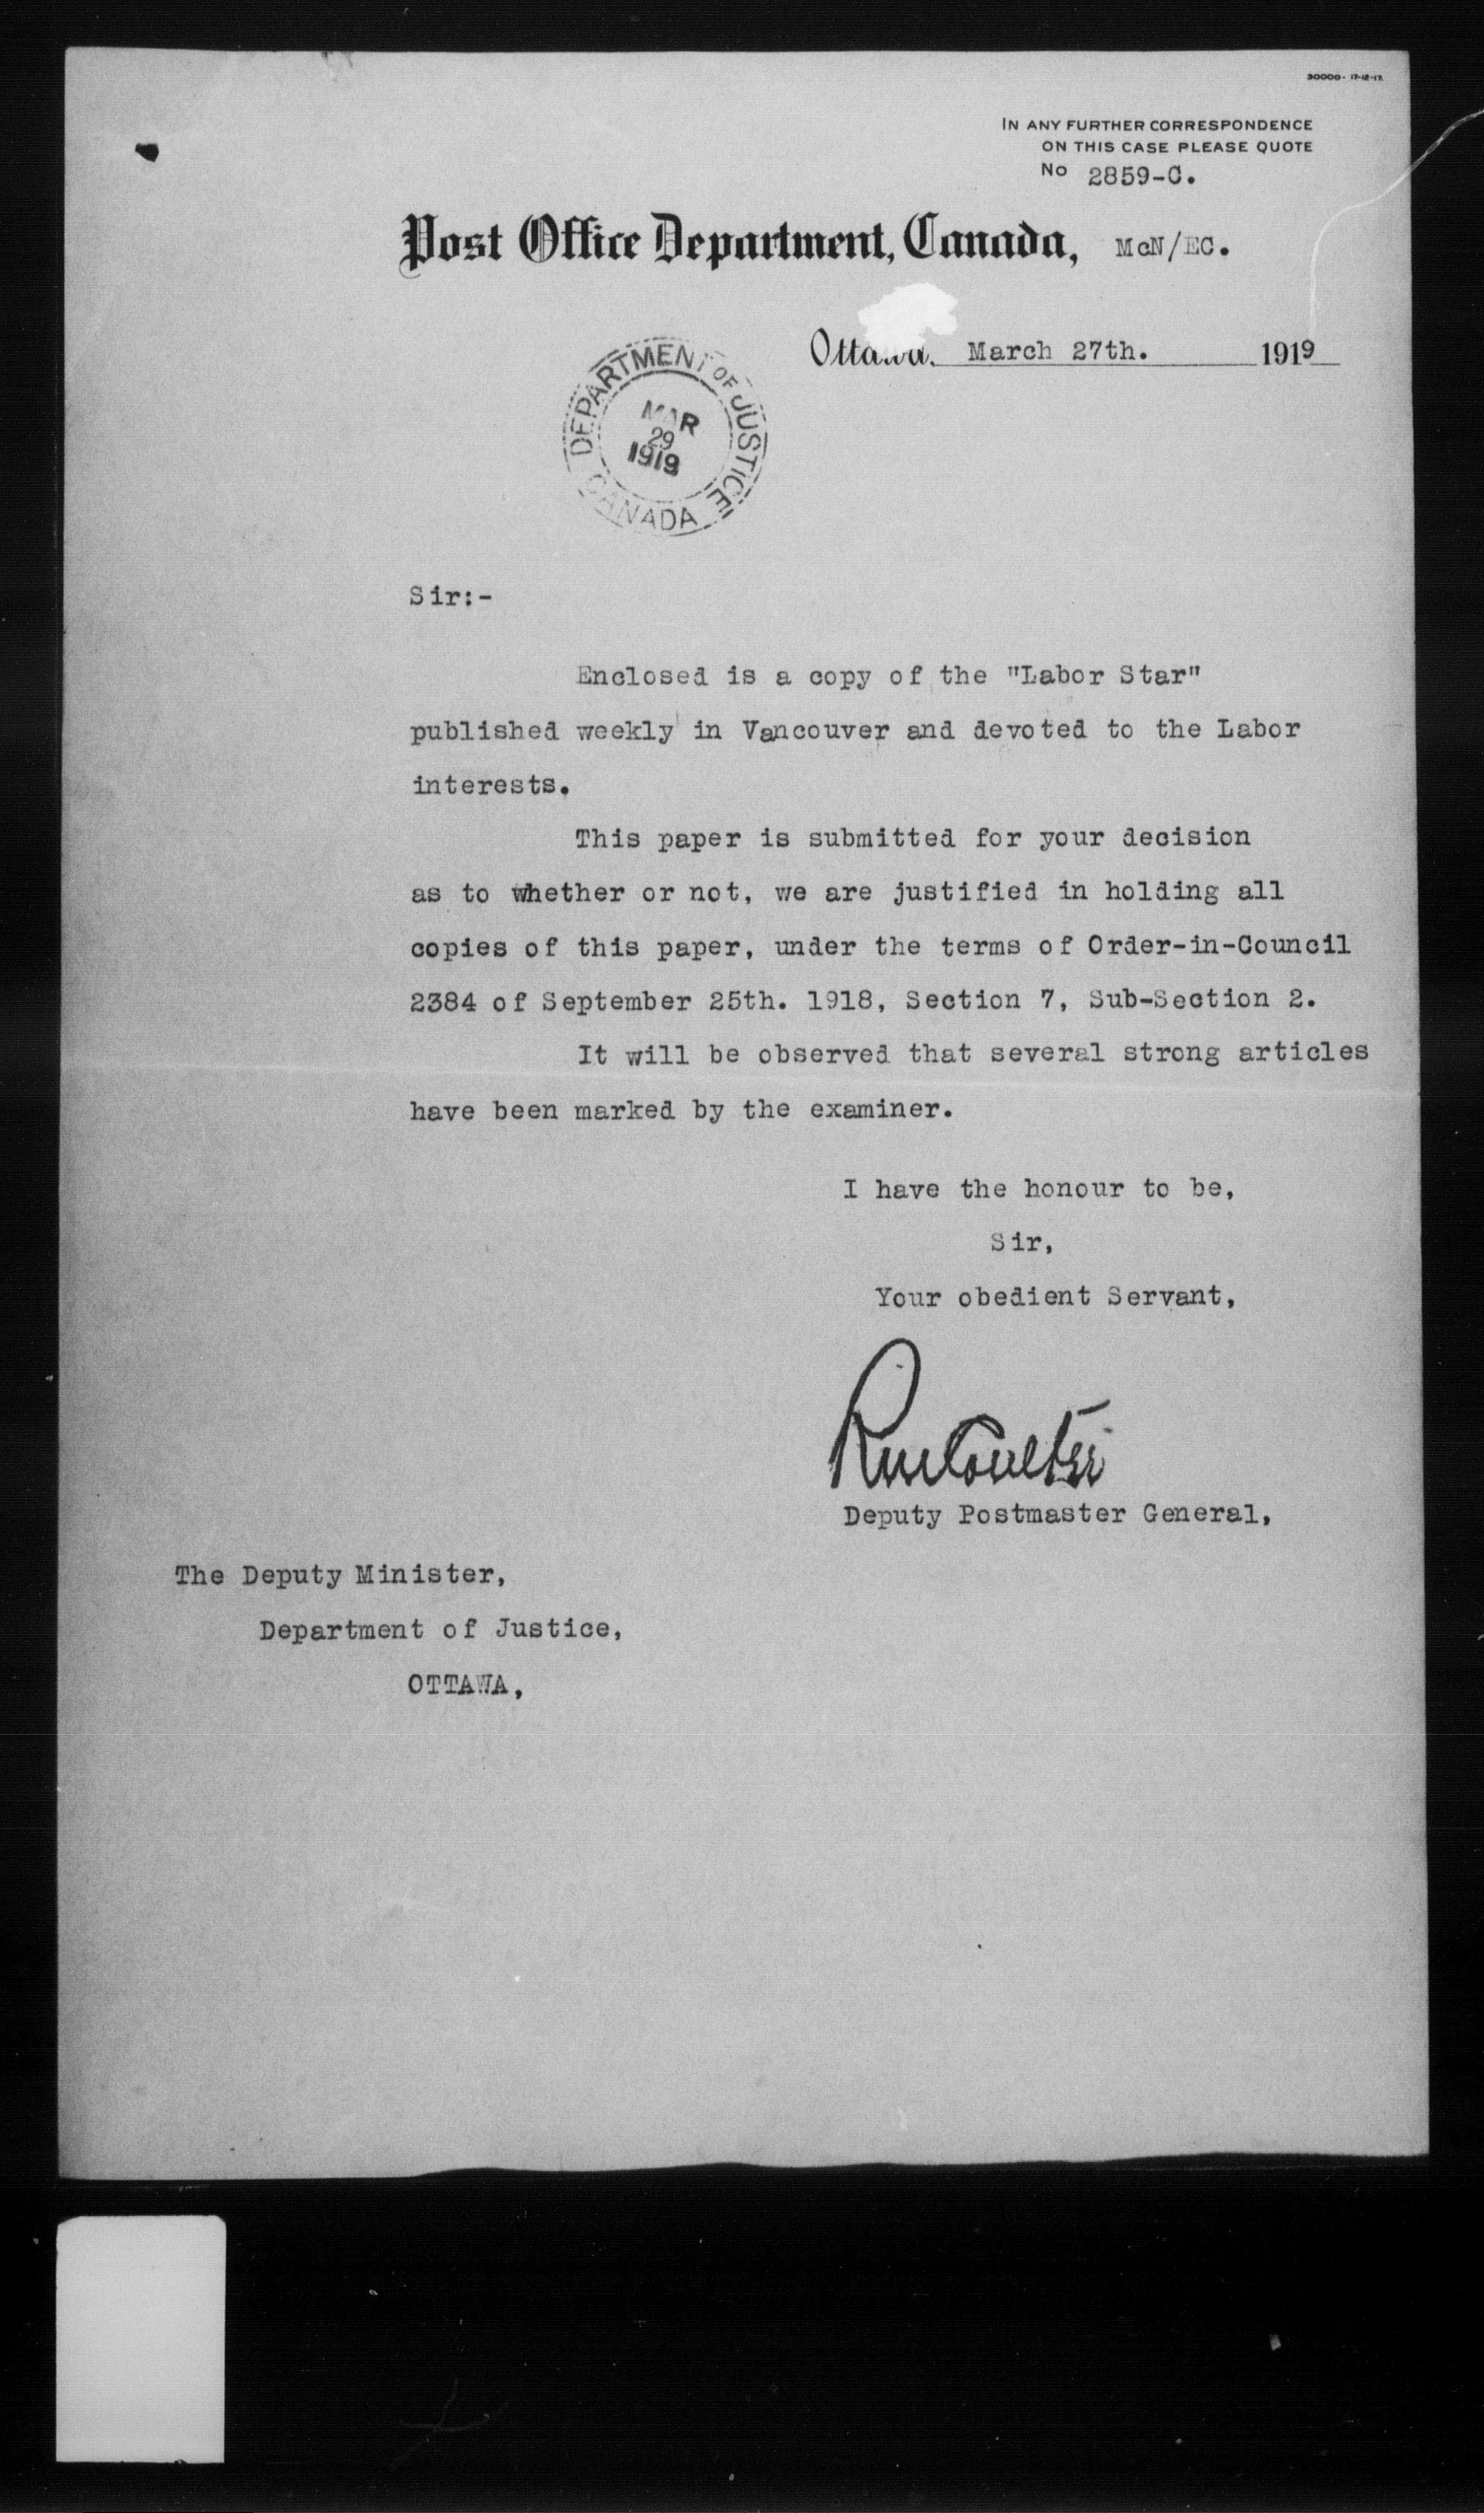 30000-17-12-17.
IN ANY FURTHER CORRESPONDENCE
ON THIS CASE PLEASE QUOTE
No 2859-C.
Post Office Department, Canada, McN/EC.
Ottawa, March 27th. 1919
DEPARTMENT OF JUSTICE
MAR
29
1919
CANADA
Sir:-
Enclosed is a copy of the "Labor Star"
published weekly in Vancouver and devoted to the Labor
interests.
This paper is submitted for your decision
as to whether or not, we are justified in holding all
copies of this paper, under the terms of Order-in-Council
2384 of September 25th. 1918, Section 7, Sub-Section 2.
It will be observed that several strong articles
have been marked by the examiner.
I have the honour to be,
Sir,
Your obedient Servant,
RmCoulter
Deputy Postmaster General,
The Deputy Minister,
Department of Justice,
OTTAWA,